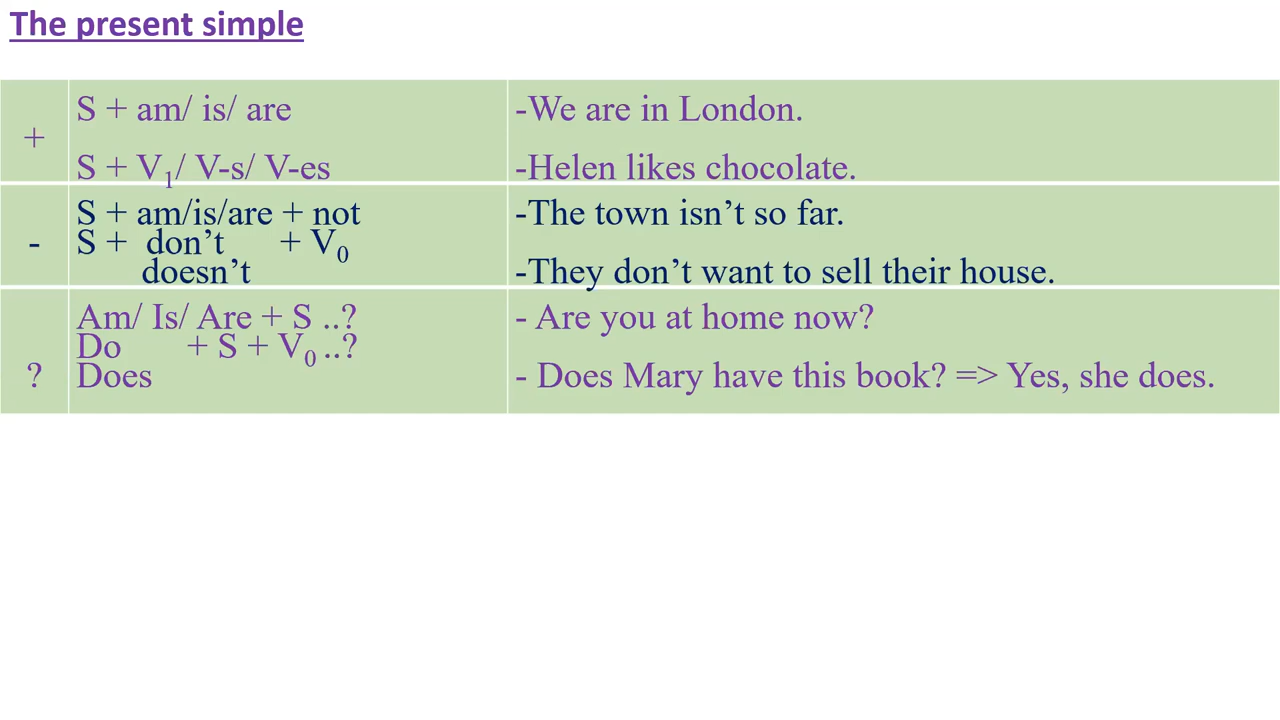 The present simple
+
S + am/ is/ are
S + V₁/ V-s/ V-es
-We are in London.
-Helen likes chocolate.
-
S + am/is/are + not
S + don’t + V₀
doesn’t
-The town isn’t so far.
-They don’t want to sell their house.
?
Am/ Is/ Are + S ..?
Do + S + V₀ ..?
Does
- Are you at home now?
- Does Mary have this book? => Yes, she does.